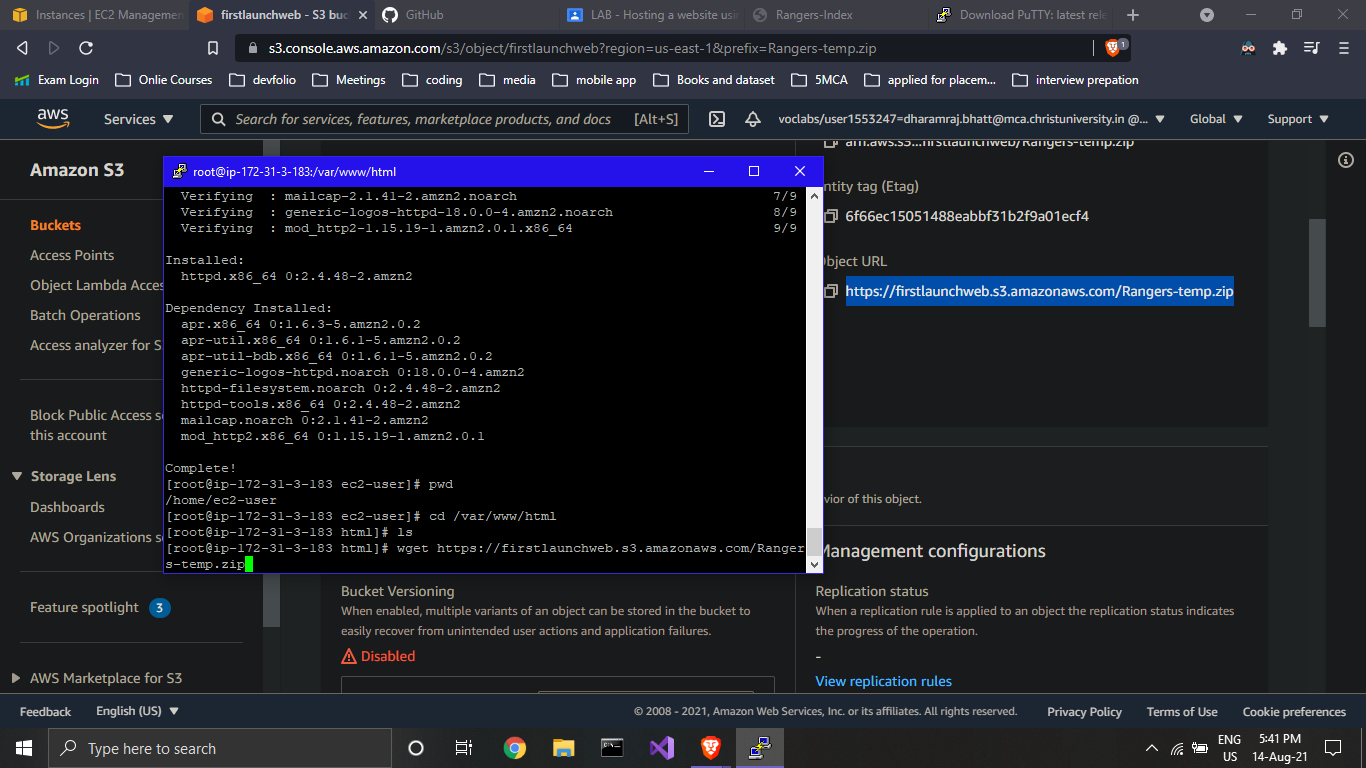 Instances | EC2 Managemen
firstlaunchweb - S3 buc
GitHub
LAB - Hosting a website usin
Rangers-Index
Download PuTTY: latest rele
s3.console.aws.amazon.com/s3/object/firstlaunchweb?region=us-east-1&prefix=Rangers-temp.zip
1
Exam Login
Onlie Courses
devfolio
Meetings
coding
media
mobile app
Books and dataset
5MCA
applied for placem...
interview prepation
aws
Services
Search for services, features, marketplace products, and docs
[Alt+S]
voclabs/user1553247=dharamraj.bhatt@mca.christuniversity.in @...
Global
Support
Amazon S3
Buckets
Access Points
Object Lambda Acces
Batch Operations
Access analyzer for S
Block Public Access se
this account
Storage Lens
Dashboards
AWS Organizations s
Feature spotlight
3
AWS Marketplace for S3
root@ip-172-31-3-183:/var/www/html
Verifying : mailcap-2.1.41-2.amzn2.noarch 7/9
Verifying : generic-logos-httpd-18.0.0-4.amzn2.noarch 8/9
Verifying : mod_http2-1.15.19-1.amzn2.0.1.x86_64 9/9
Installed:
httpd.x86_64 0:2.4.48-2.amzn2
Dependency Installed:
apr.x86_64 0:1.6.3-5.amzn2.0.2
apr-util.x86_64 0:1.6.1-5.amzn2.0.2
apr-util-bdb.x86_64 0:1.6.1-5.amzn2.0.2
generic-logos-httpd.noarch 0:18.0.0-4.amzn2
httpd-filesystem.noarch 0:2.4.48-2.amzn2
httpd-tools.x86_64 0:2.4.48-2.amzn2
mailcap.noarch 0:2.1.41-2.amzn2
mod_http2.x86_64 0:1.15.19-1.amzn2.0.1
Complete!
[root@ip-172-31-3-183 ec2-user]# pwd
/home/ec2-user
[root@ip-172-31-3-183 ec2-user]# cd /var/www/html
[root@ip-172-31-3-183 html]# ls
[root@ip-172-31-3-183 html]# wget https://firstlaunchweb.s3.amazonaws.com/Ranger
s-temp.zip
arn:aws:s3...firstlaunchweb/Rangers-temp.zip
ntity tag (Etag)
6f66ec15051488eabbf31b2f9a01ecf4
bject URL
https://firstlaunchweb.s3.amazonaws.com/Rangers-temp.zip
vior of this object.
Management configurations
Bucket Versioning
When enabled, multiple variants of an object can be stored in the bucket to
easily recover from unintended user actions and application failures.
Disabled
Replication status
When a replication rule is applied to an object the replication status indicates
the progress of the operation.
-
View replication rules
Feedback
English (US)
© 2008 - 2021, Amazon Web Services, Inc. or its affiliates. All rights reserved.
Privacy Policy
Terms of Use
Cookie preferences
Type here to search
ENG
US
5:41 PM
14-Aug-21